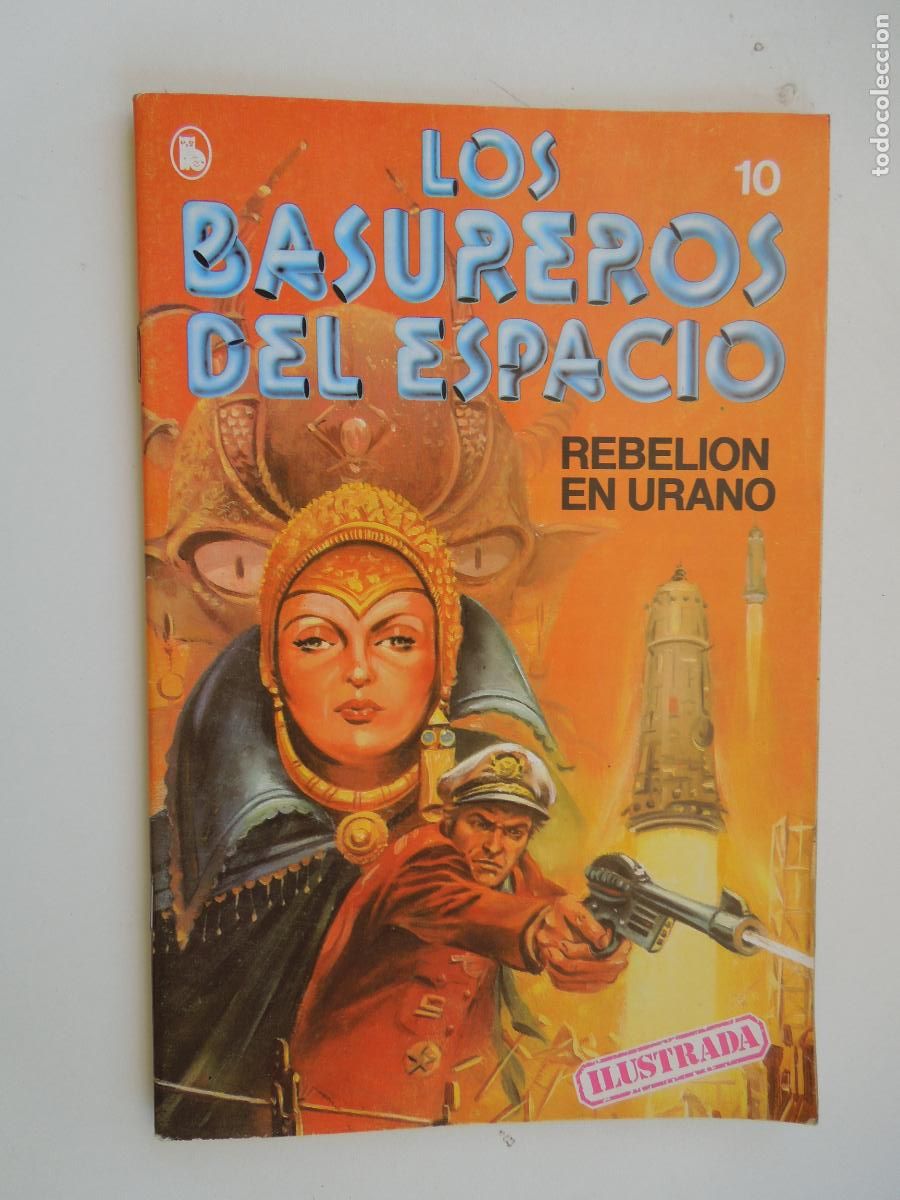 LOS
10
BASUREROS
DEL ESPACIO
REBELION
EN URANO
ILUSTRADA
todocoleccion